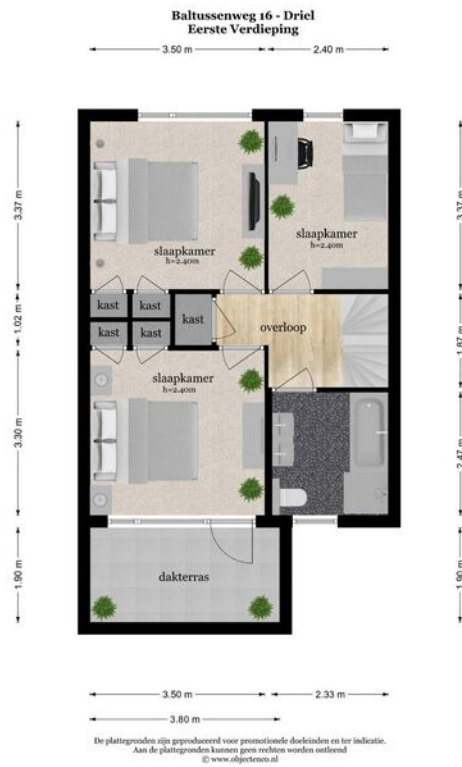 Baltussenweg 16 - Driel
Eerste Verdieping
3.50 m
2.40 m
3.37 m
3.37 m
slaapkamer
h=2.40m
slaapkamer
h=2.40m
kast
kast
kast
kast
kast
overloop
1.02 m
1.87 m
slaapkamer
h=2.40m
3.30 m
2.47 m
dakterras
1.90 m
1.90 m
3.50 m
2.33 m
3.80 m
De plattegronden zijn geproduceerd voor promotionele doeleinden en ter indicatie.
Aan de plattegronden kunnen geen rechten worden ontleend
© www.objectenco.nl